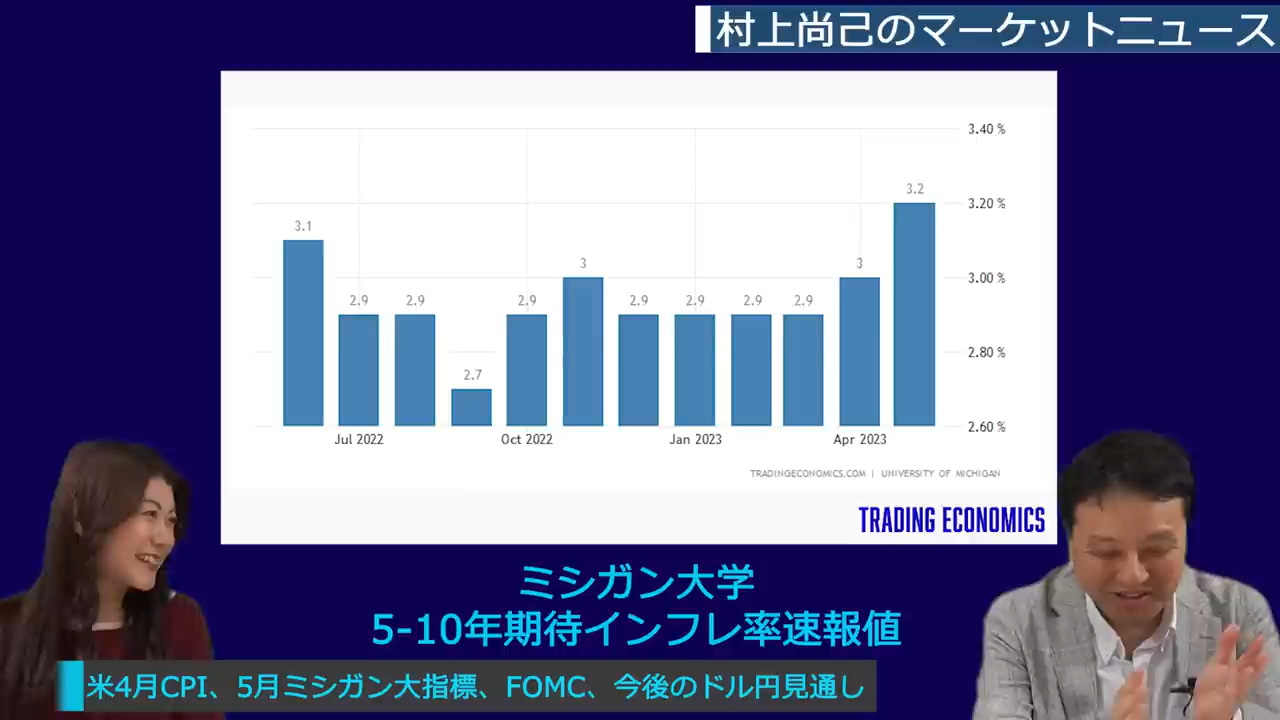 村上尚己のマーケットニュース
3.40 %
3.2
3.20 %
3.1
3
3
3.00 %
2.9
2.9
2.9
2.9
2.9
2.9
2.9
2.80 %
2.7
2.60 %
Jul 2022
Oct 2022
Jan 2023
Apr 2023
TRADINGECONOMICS.COM | UNIVERSITY OF MICHIGAN
TRADING ECONOMICS
ミシガン大学
5-10年期待インフレ率速報値
米4月CPI、5月ミシガン大指標、FOMC、今後のドル円見通し